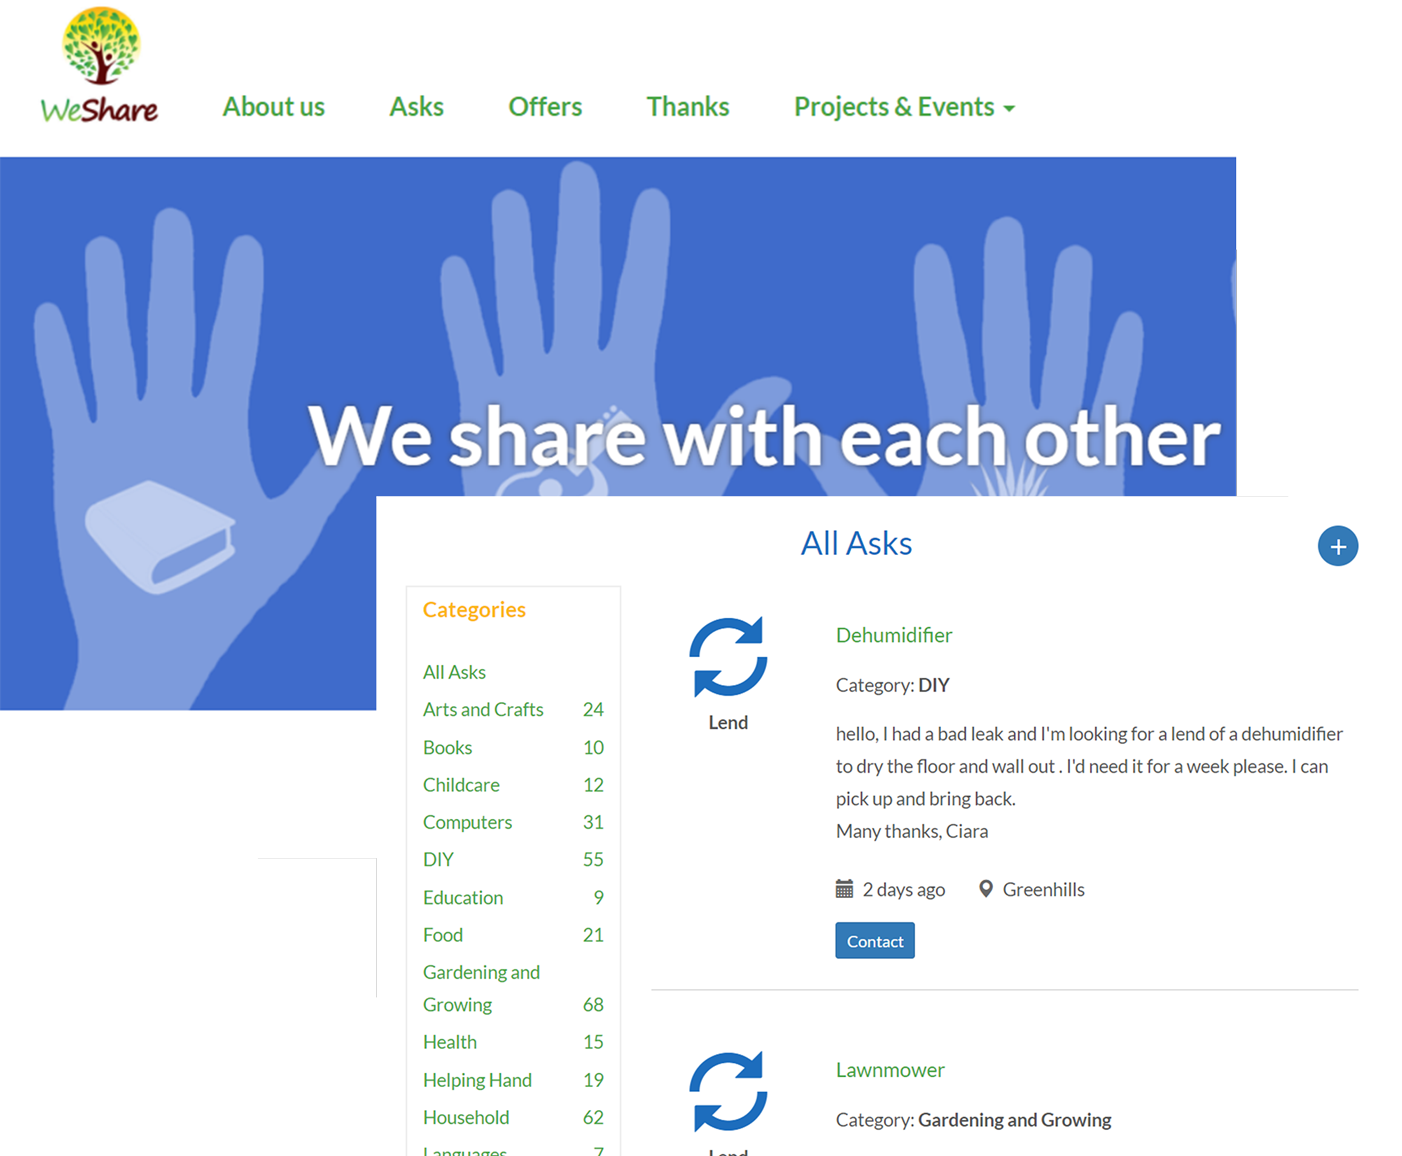 WeShare
About us
Asks
Offers
Thanks
Projects & Events
We share with each other
All Asks
+
Categories
All Asks
Arts and Crafts 24
Books 10
Childcare 12
Computers 31
DIY 55
Education 9
Food 21
Gardening and
Growing 68
Health 15
Helping Hand 19
Household 62
Languages 7
Lend
Dehumidifier
Category: DIY
hello, I had a bad leak and I'm looking for a lend of a dehumidifier
to dry the floor and wall out . I'd need it for a week please. I can
pick up and bring back.
Many thanks, Ciara
2 days ago
Greenhills
Contact
Lend
Lawnmower
Category: Gardening and Growing